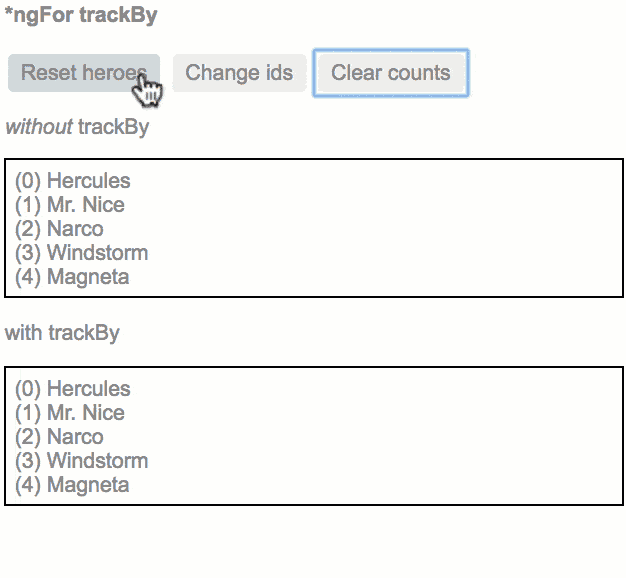 *ngFor trackBy
Reset heroes Change ids Clear counts
without trackBy
(0) Hercules
(1) Mr. Nice
(2) Narco
(3) Windstorm
(4) Magneta
with trackBy
(0) Hercules
(1) Mr. Nice
(2) Narco
(3) Windstorm
(4) Magneta